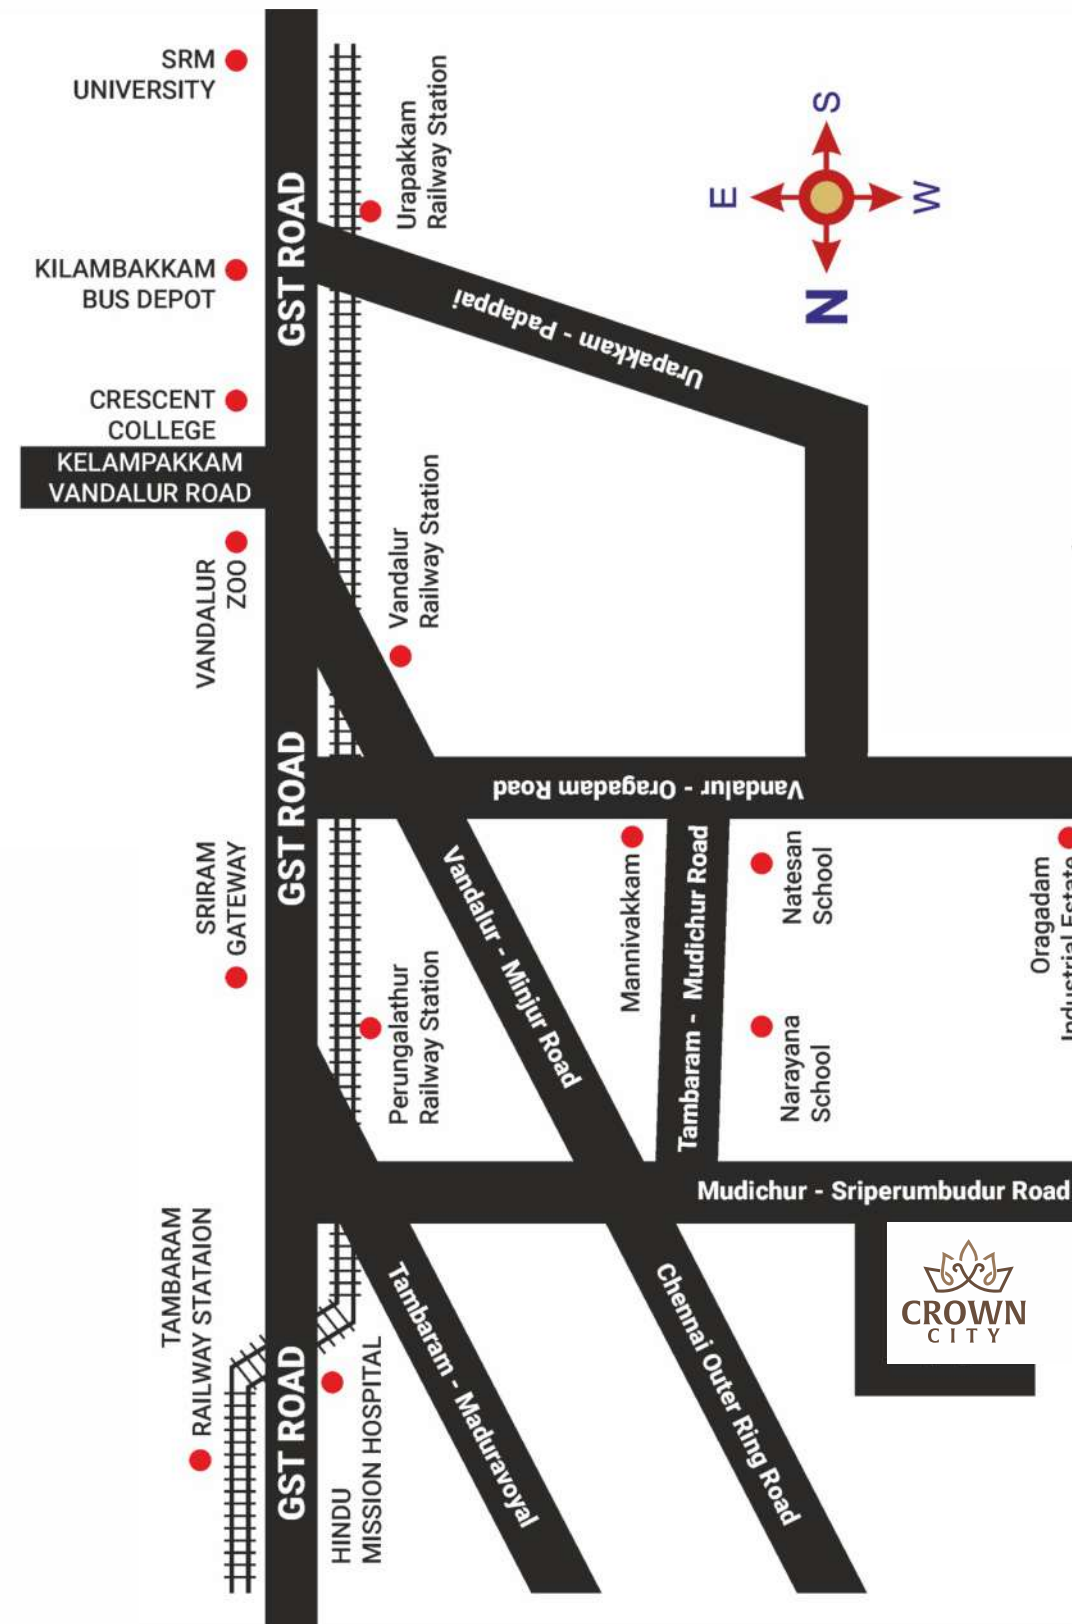 SRM
UNIVERSITY
Urapakkam
Railway Station
S
E
W
N
GST ROAD
KILAMBAKKAM
BUS DEPOT
Urapakkam - Padappai
CRESCENT
COLLEGE
KELAMPAKKAM
VANDALUR ROAD
VANDALUR
ZOO
Vandalur
Railway Station
GST ROAD
Vandalur - Oragadam Road
SRIRAM
GATEWAY
Perungalathur
Railway Station
Vandalur - Minjur Road
Mannivakkam
Tambaram - Mudichur Road
Natesan
School
Narayana
School
Oragadam
Industrial Estate
Mudichur - Sriperumbudur Road
TAMBARAM
RAILWAY STATAION
GST ROAD
HINDU
MISSION HOSPITAL
Tambaram - Maduravoyal
Chennai Outer Ring Road
CROWN
CITY